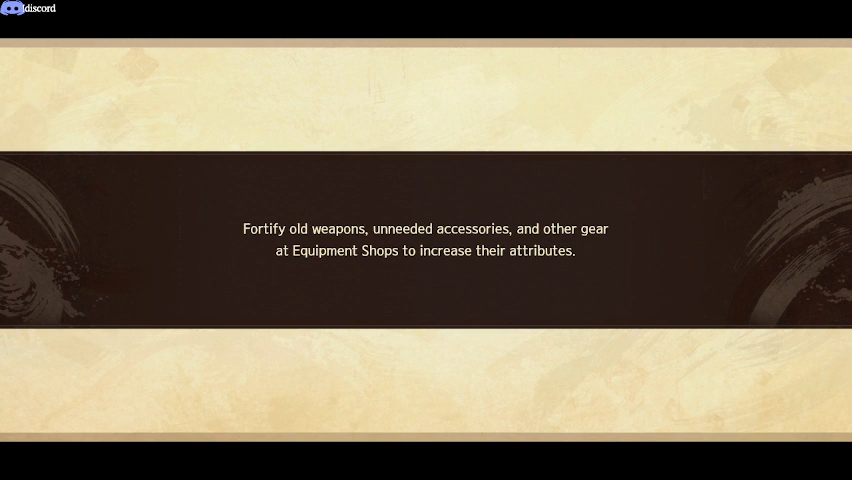 discord
Fortify old weapons, unneeded accessories, and other gear
at Equipment Shops to increase their attributes.